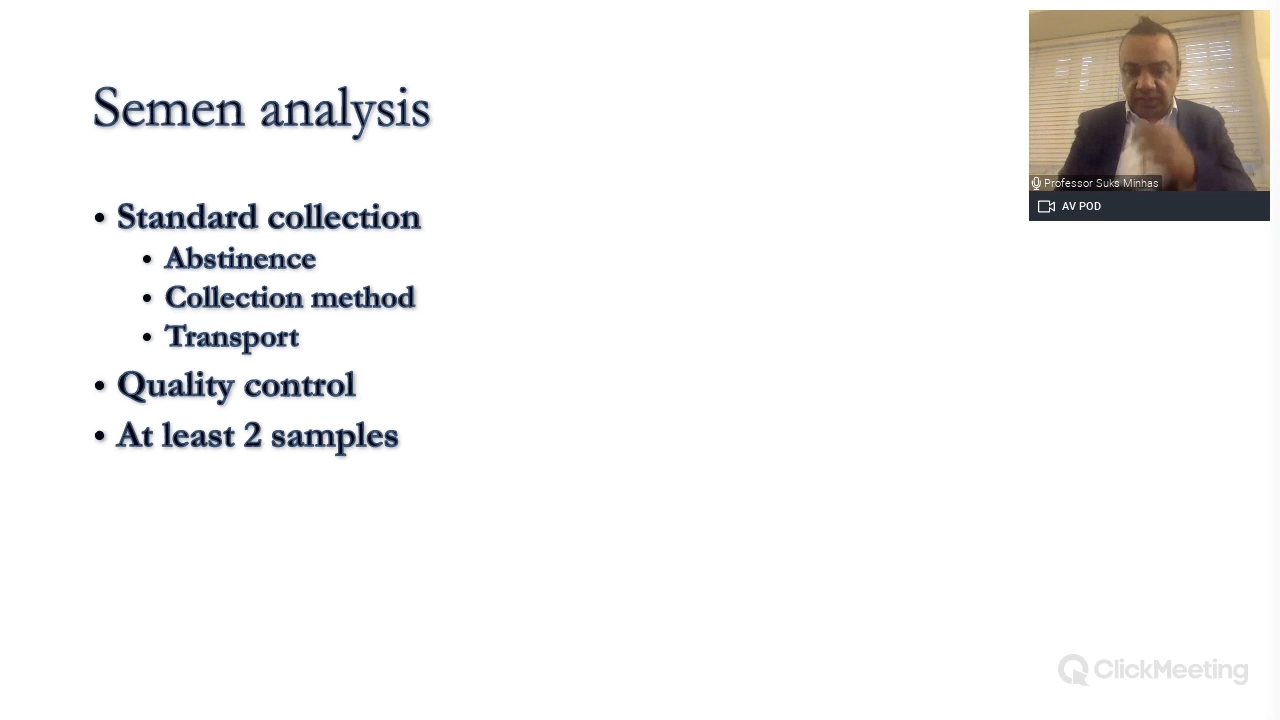 Semen analysis
• Standard collection
• Abstinence
• Collection method
• Transport
• Quality control
• At least 2 samples
Professor Suks Minhas
AV POD
ClickMeeting